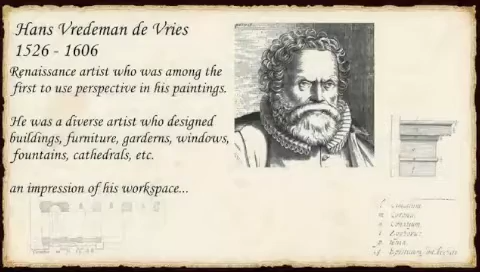 Hans Vredeman de Vries
1526 - 1606
Renaissance artist who was among the
first to use perspective in his paintings.
He was a diverse artist who designed
buildings, furniture, garderns, windows,
fountains, cathedrals, etc.
an impression of his workspace...